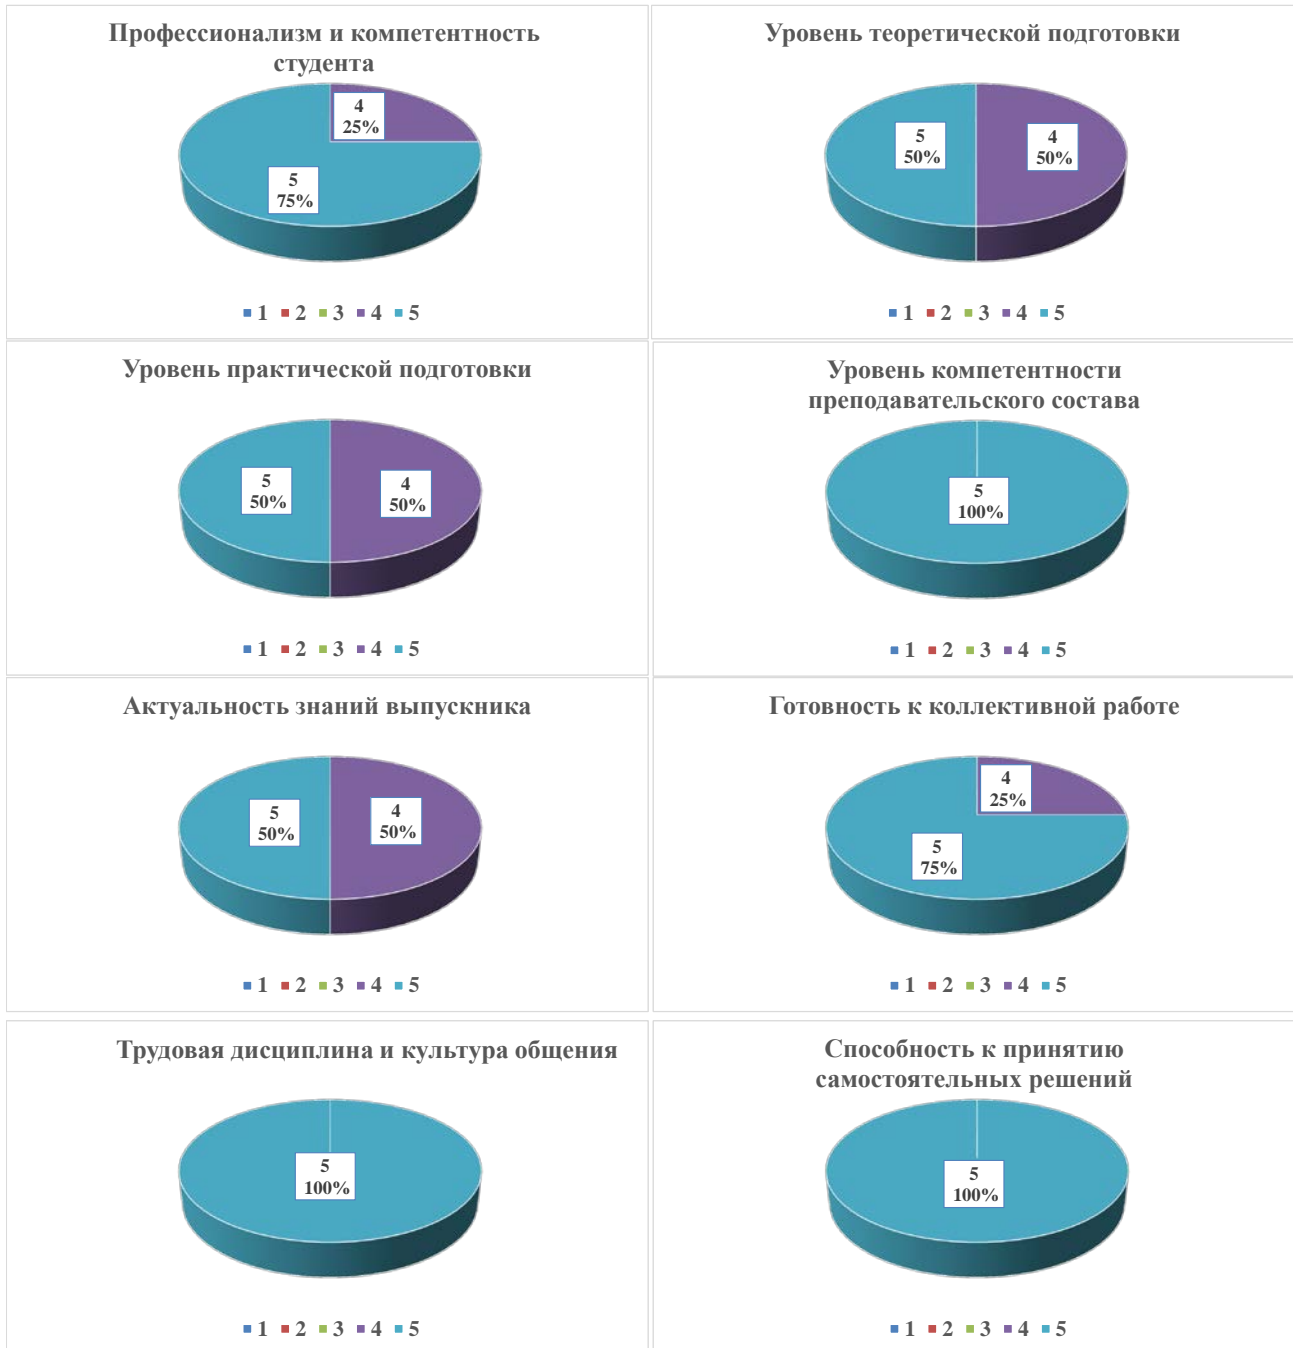 Профессионализм и компетентность
студента
4
25%
5
75%
1 2 3 4 5
Уровень теоретической подготовки
5
50%
4
50%
1 2 3 4 5
Уровень практической подготовки
5
50%
4
50%
1 2 3 4 5
Уровень компетентности
преподавательского состава
5
100%
1 2 3 4 5
Актуальность знаний выпускника
5
50%
4
50%
1 2 3 4 5
Готовность к коллективной работе
4
25%
5
75%
1 2 3 4 5
Трудовая дисциплина и культура общения
5
100%
1 2 3 4 5
Способность к принятию
самостоятельных решений
5
100%
1 2 3 4 5